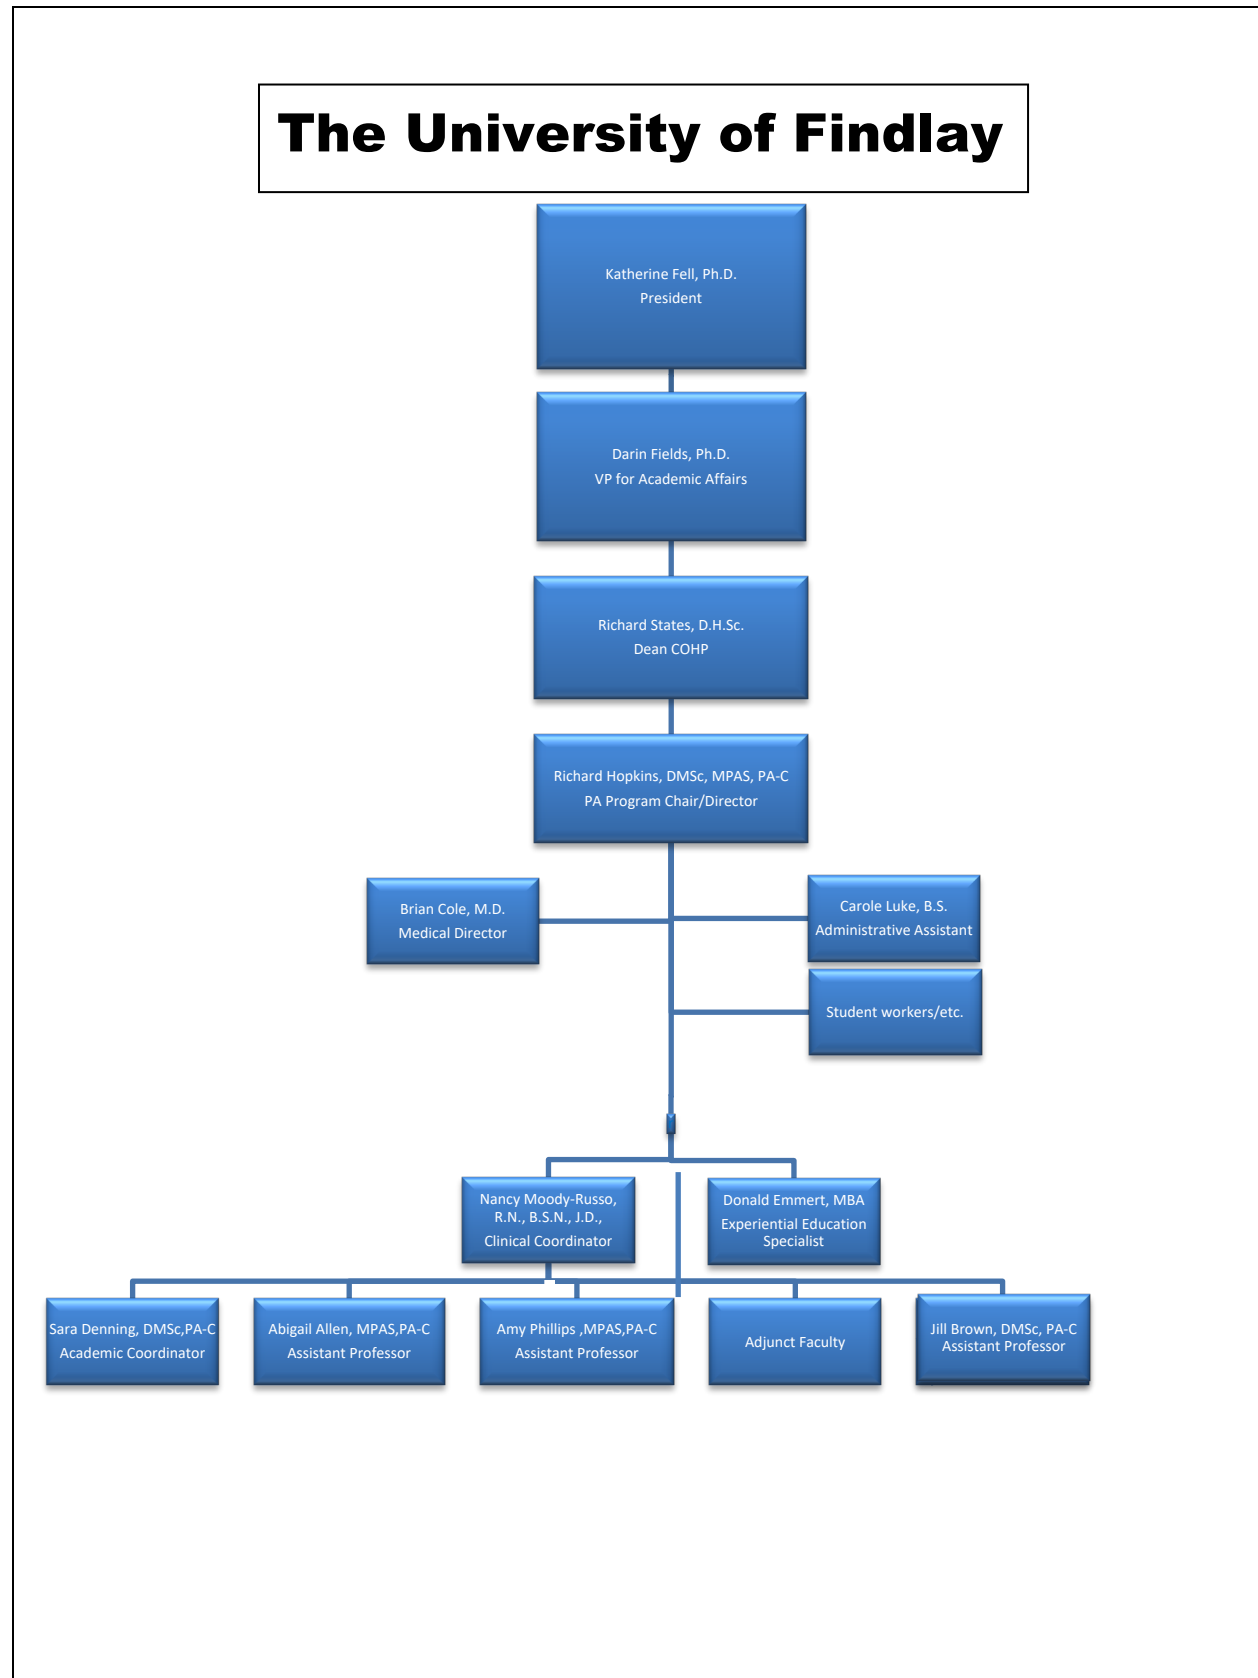 The University of Findlay
Katherine Fell, Ph.D.
President
Darin Fields, Ph.D.
VP for Academic Affairs
Richard States, D.H.Sc.
Dean COHP
Richard Hopkins, DMSc, MPAS, PA-C
PA Program Chair/Director
Brian Cole, M.D.
Medical Director
Carole Luke, B.S.
Administrative Assistant
Student workers/etc.
Nancy Moody-Russo,
R.N., B.S.N., J.D.,
Clinical Coordinator
Donald Emmert, MBA
Experiential Education
Specialist
Sara Denning, DMSc,PA-C
Academic Coordinator
Abigail Allen, MPAS,PA-C
Assistant Professor
Amy Phillips ,MPAS,PA-C
Assistant Professor
Adjunct Faculty
Jill Brown, DMSc, PA-C
Assistant Professor